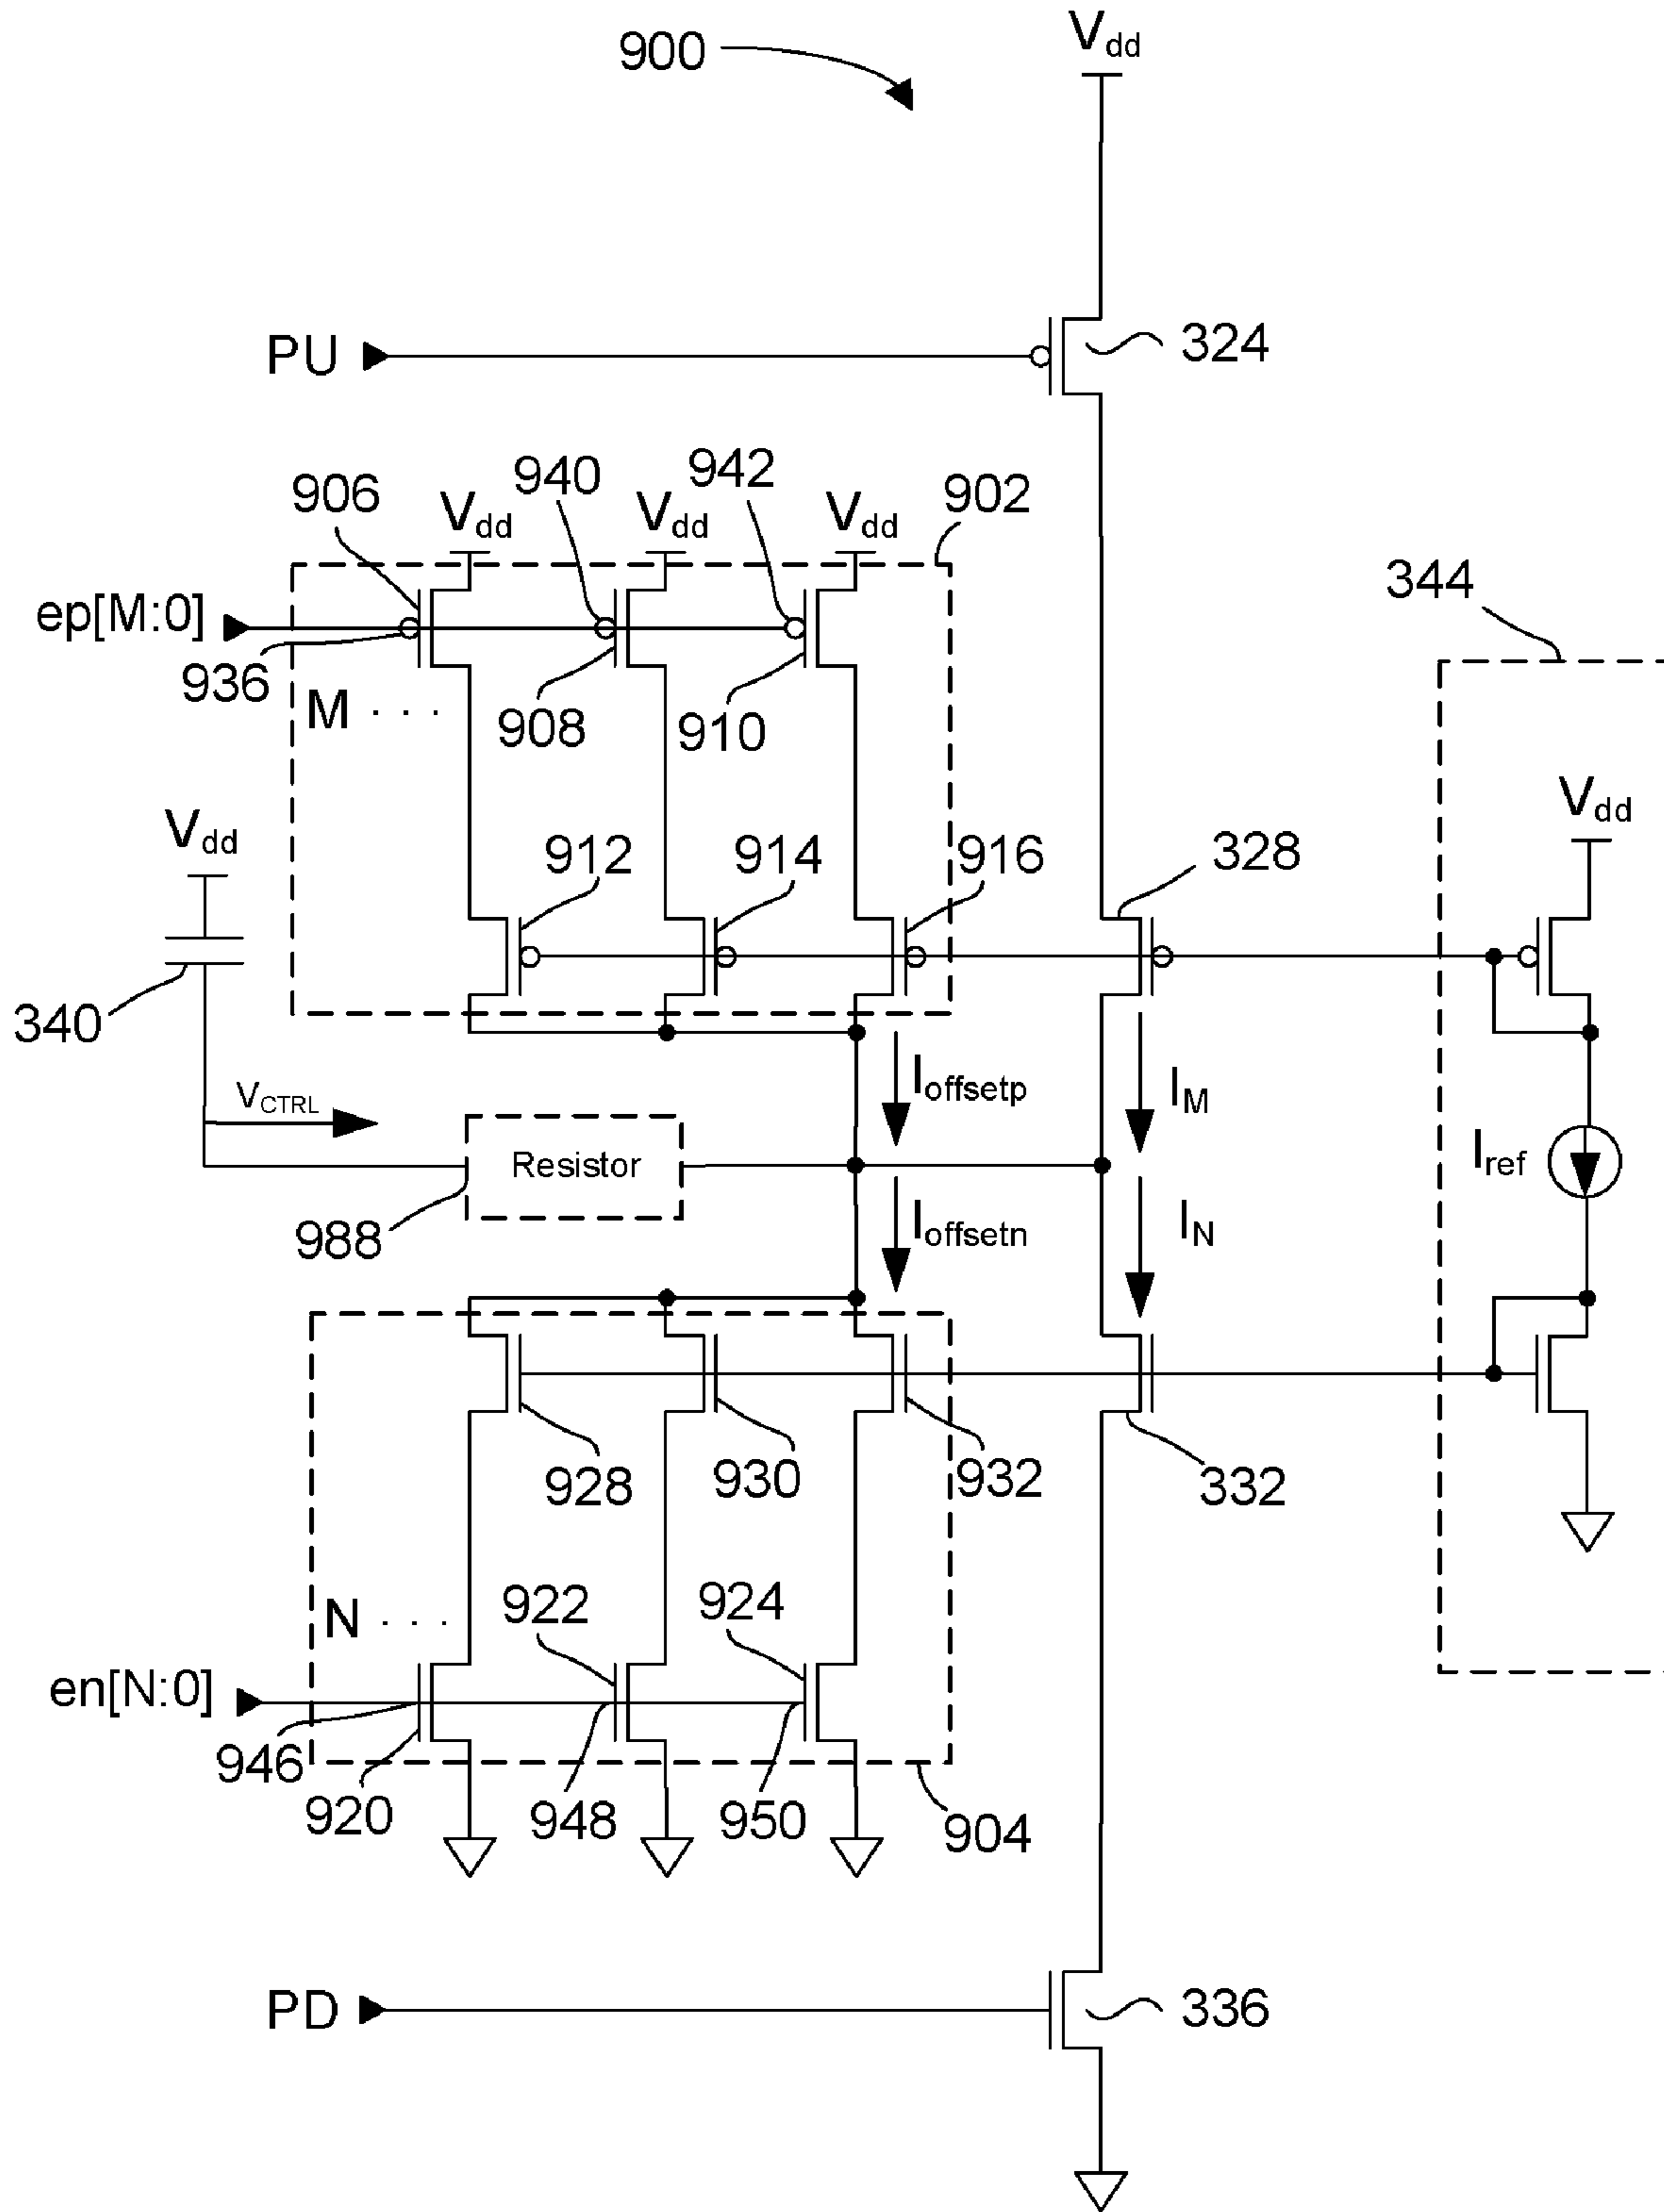 900
Vdd
PU
324
906
940
942
902
Vdd
Vdd
Vdd
344
ep[M:0]
936
M . . .
908
910
Vdd
Vdd
912
914
916
328
340
VCTRL
Ioffsetp
IM
Resistor
Iref
988
Ioffsetn
IN
928
930
932
332
N . . .
922
924
en[N:0]
946
920
948
950
904
PD
336